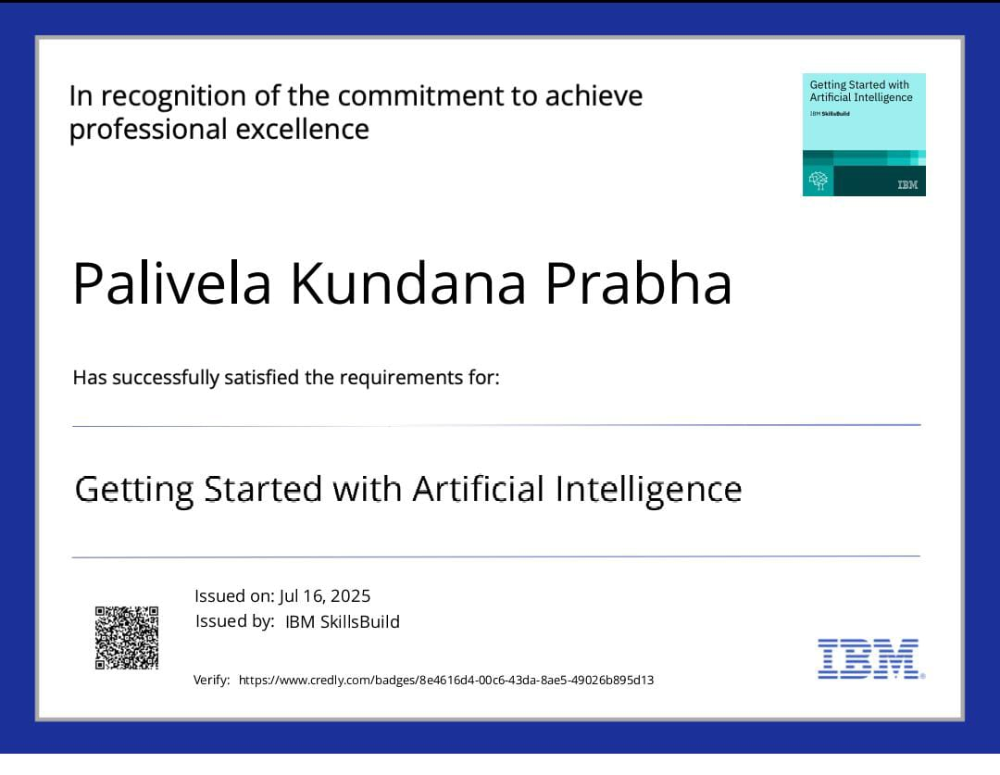 In recognition of the commitment to achieve
professional excellence
Getting Started with
Artificial Intelligence
IBM SkillsBuild
IBM
Palivela Kundana Prabha
Has successfully satisfied the requirements for:
Getting Started with Artificial Intelligence
Issued on: Jul 16, 2025
Issued by: IBM SkillsBuild
IBM®
Verify: https://www.credly.com/badges/8e4616d4-00c6-43da-8ae5-49026b895d13